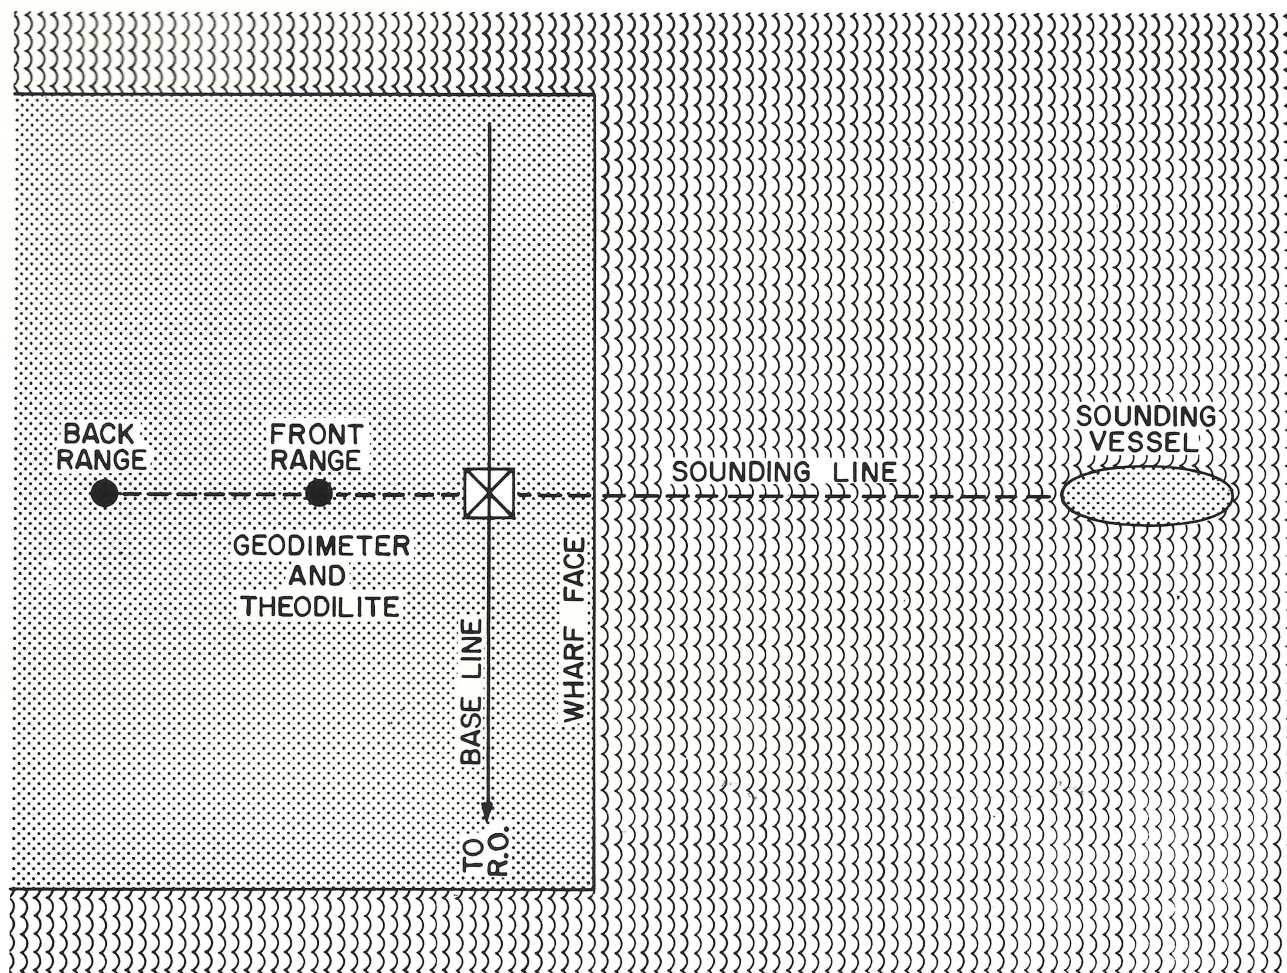 BACK
RANGE
FRONT
RANGE
SOUNDING LINE
SOUNDING
VESSEL
GEODIMETER
AND
THEODILITE
BASE LINE
WHARF FACE
TO
R.O.